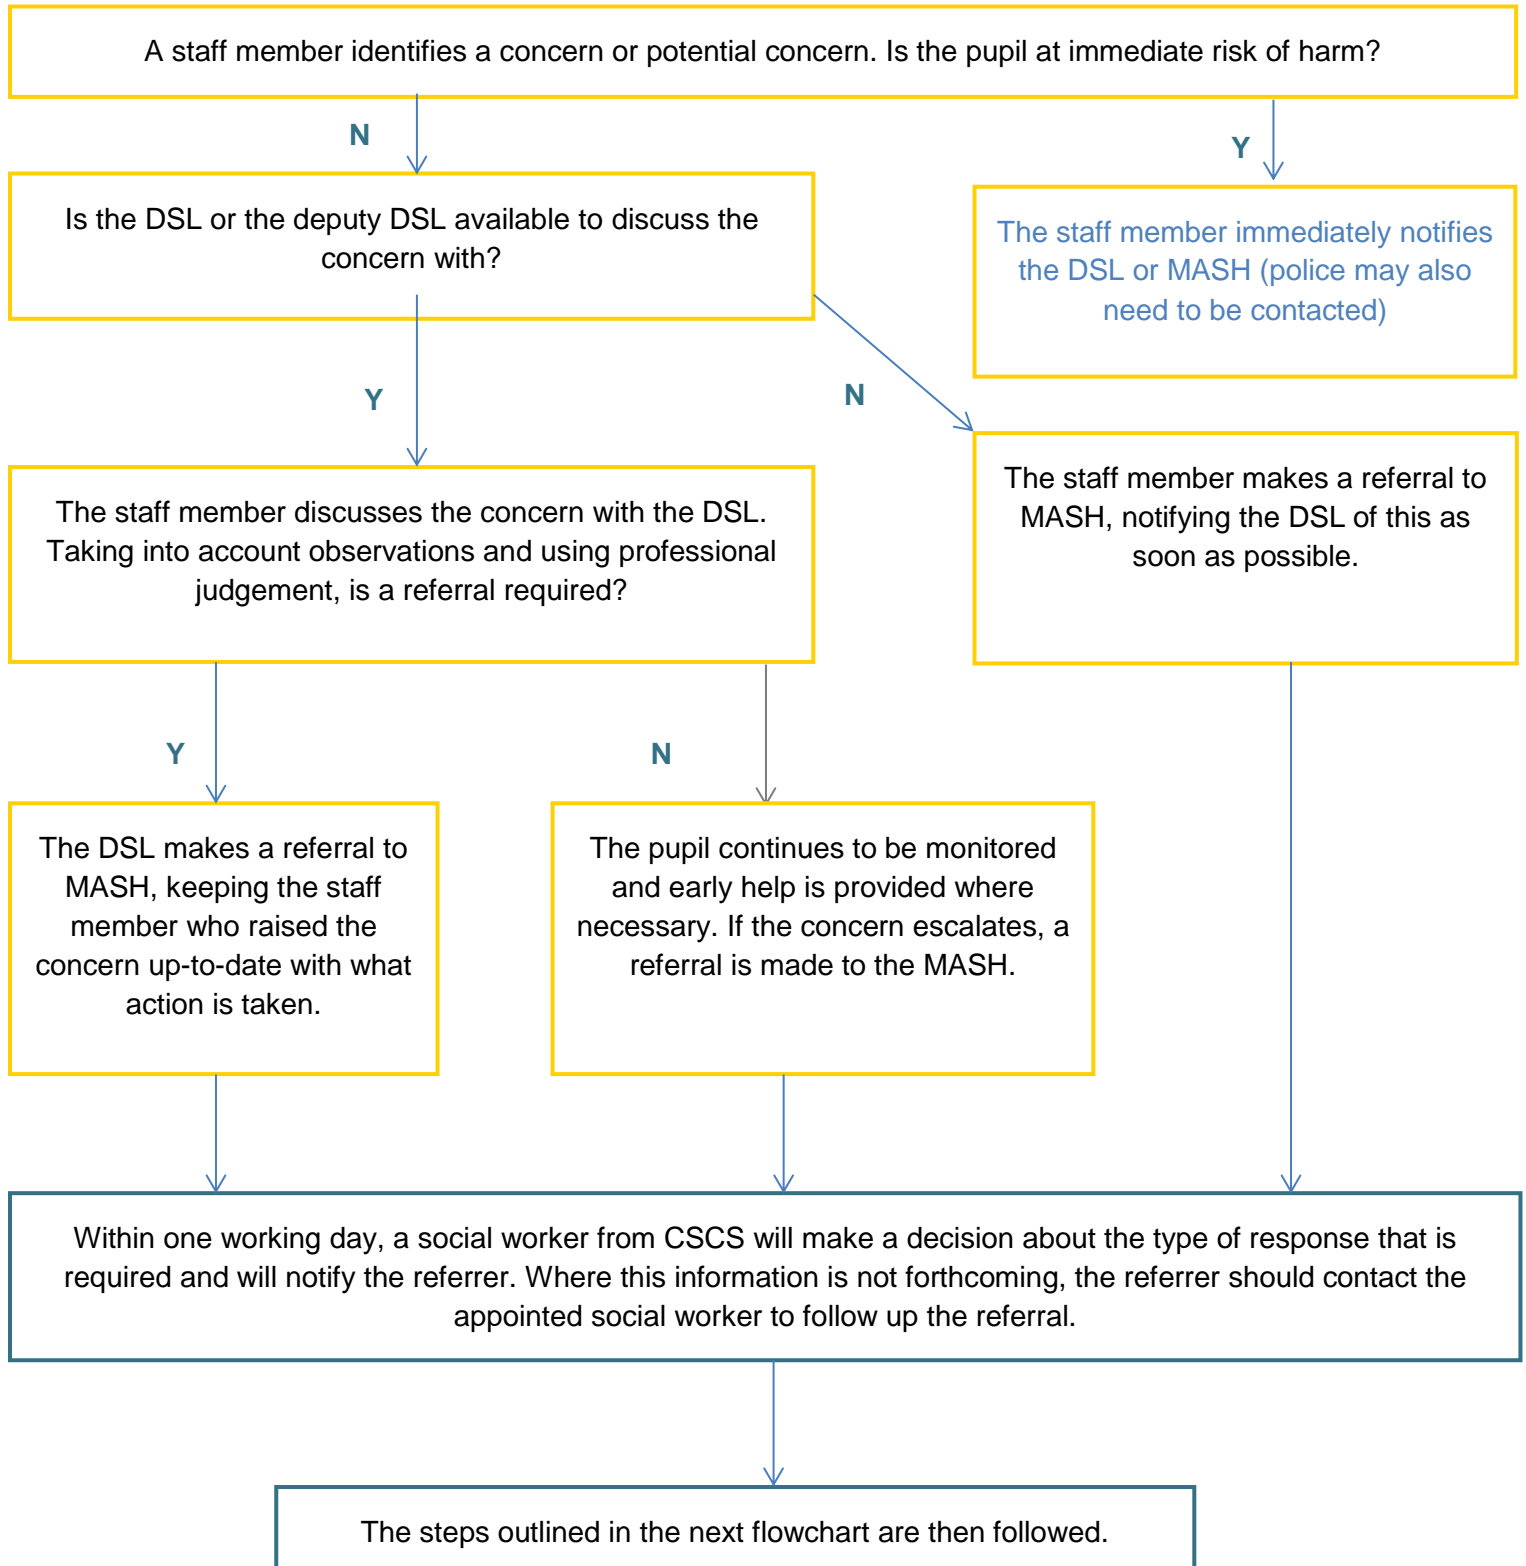 A staff member identifies a concern or potential concern. Is the pupil at immediate risk of harm?
N
Y
Is the DSL or the deputy DSL available to discuss the
concern with?
The staff member immediately notifies
the DSL or MASH (police may also
need to be contacted)
Y
N
The staff member discusses the concern with the DSL.
Taking into account observations and using professional
judgement, is a referral required?
The staff member makes a referral to
MASH, notifying the DSL of this as
soon as possible.
Y
N
The DSL makes a referral to
MASH, keeping the staff
member who raised the
concern up-to-date with what
action is taken.
The pupil continues to be monitored
and early help is provided where
necessary. If the concern escalates, a
referral is made to the MASH.
Within one working day, a social worker from CSCS will make a decision about the type of response that is
required and will notify the referrer. Where this information is not forthcoming, the referrer should contact the
appointed social worker to follow up the referral.
The steps outlined in the next flowchart are then followed.